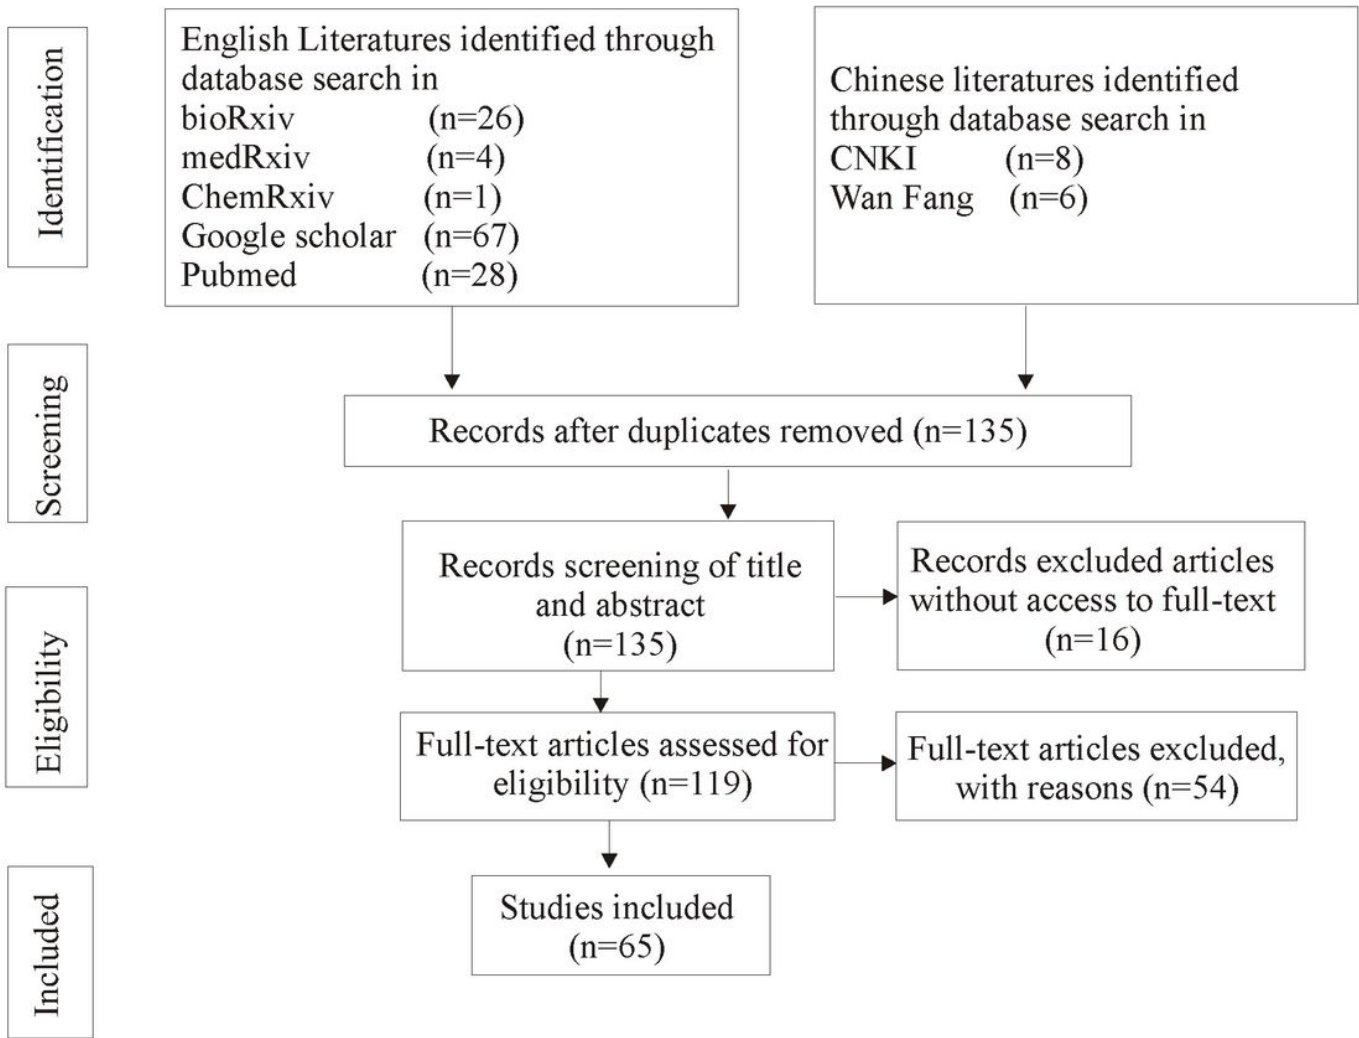 Identification
English Literatures identified through
database search in
bioRxiv (n=26)
medRxiv (n=4)
ChemRxiv (n=1)
Google scholar (n=67)
Pubmed (n=28)
Chinese literatures identified
through database search in
CNKI (n=8)
Wan Fang (n=6)
Screening
Records after duplicates removed (n=135)
Records screening of title
and abstract
(n=135)
Records excluded articles
without access to full-text
(n=16)
Eligibility
Full-text articles assessed for
eligibility (n=119)
Full-text articles excluded,
with reasons (n=54)
Included
Studies included
(n=65)